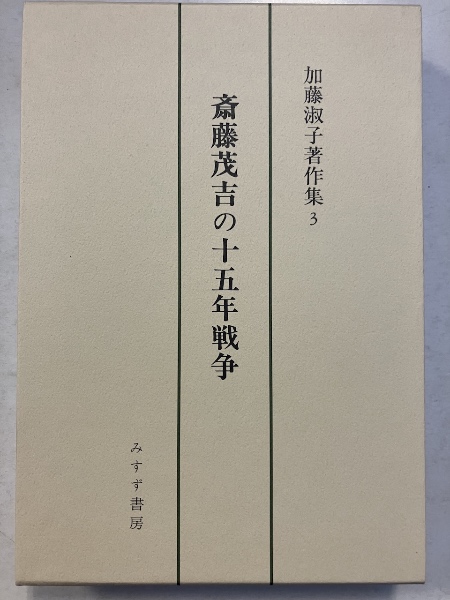 加藤淑子著作集 3
斎藤茂吉の十五年戦争
みすず書房